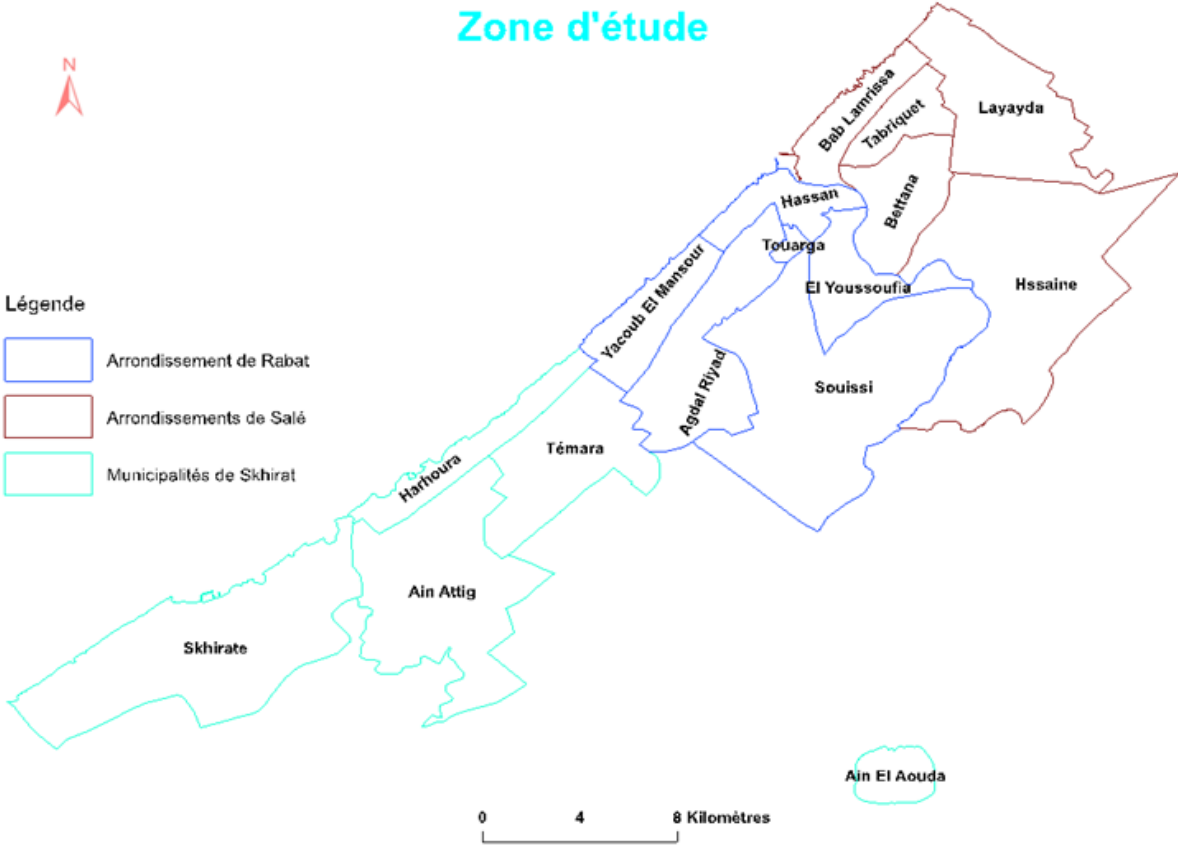 Zone d'étude
N
Bab Lamrissa
Tabriquet
Layayda
Bettana
Hassan
Touarga
El Youssoufia
Hssaine
Yacoub El Mansour
Agdal Riyad
Souissi
Légende
Arrondissement de Rabat
Arrondissements de Salé
Municipalités de Skhirat
Harhoura
Témara
Ain Attig
Skhirate
Ain El Aouda
0 4 8 Kilomètres